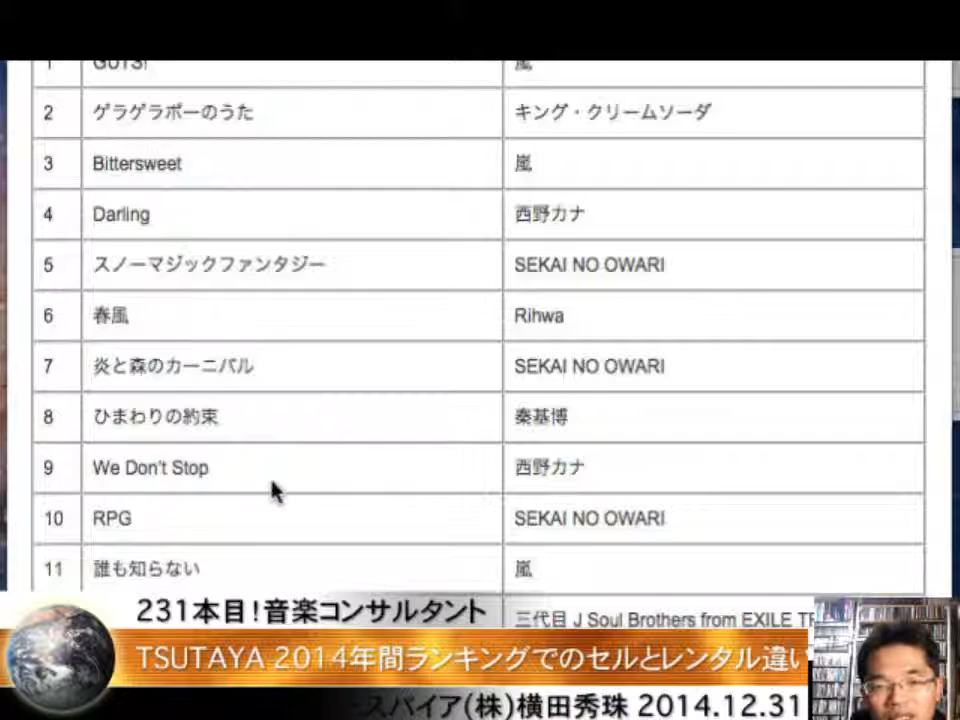 1 GUTS! 嵐
2 ゲラゲラポーのうた キング・クリームソーダ
3 Bittersweet 嵐
4 Darling 西野カナ
5 スノーマジックファンタジー SEKAI NO OWARI
6 春風 Rihwa
7 炎と森のカーニバル SEKAI NO OWARI
8 ひまわりの約束 秦基博
9 We Don't Stop 西野カナ
10 RPG SEKAI NO OWARI
11 誰も知らない 嵐
三代目 J Soul Brothers from EXILE
231本目!音楽コンサルタント
TSUTAYA 2014年間ランキングでのセルとレンタル違い
スパイア(株)横田秀珠 2014.12.31